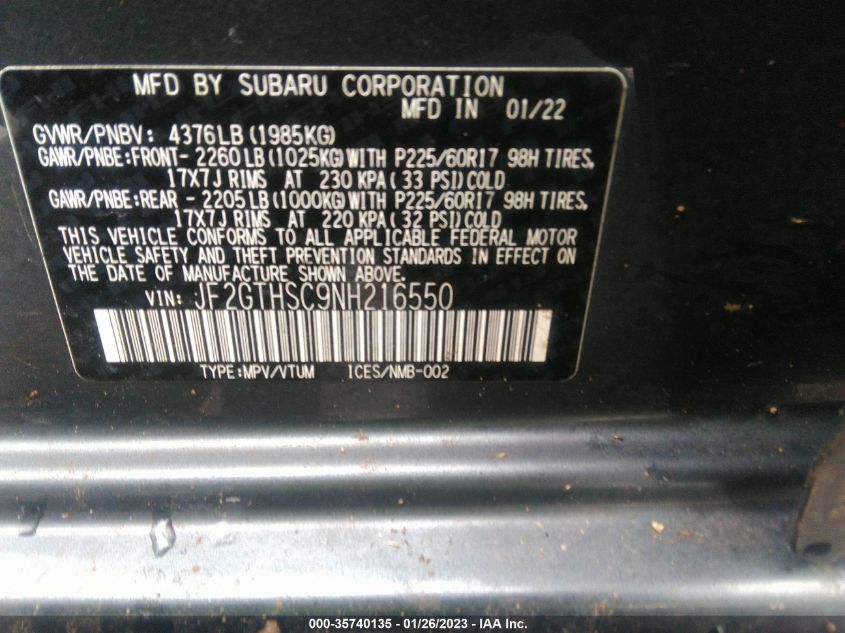 MFD BY SUBARU CORPORATION
MFD IN 01/22
GVWR/PNBV: 4376LB(1985KG)
GAWR/PNBE:FRONT- 2260LB(1025KG)WITH P225/60R17 98H TIRES,
17X7J RIMS AT 230 KPA(33 PSI)COLD
GAWR/PNBE:REAR - 2205LB(1000KG)WITH P225/60R17 98H TIRES,
17X7J RIMS AT 220 KPA(32 PSI)COLD
THIS VEHICLE CONFORMS TO ALL APPLICABLE FEDERAL MOTOR
VEHICLE SAFETY AND THEFT PREVENTION STANDARDS IN EFFECT ON
THE DATE OF MANUFACTURE SHOWN ABOVE.
VIN: JF2GTHSC9NH216550
TYPE:MPV/VTUM ICES/NMB-002
000-35740135 - 01/26/2023 - IAA Inc.